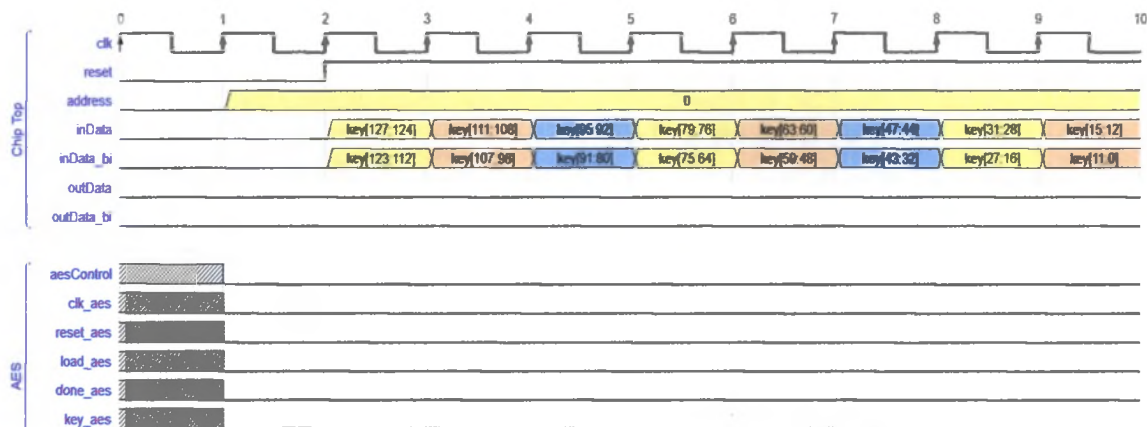 0 1 2 3 4 5 6 7 8 9 10
Chip Top
clk
reset
address 0
inData key[127:124] key[111:108] key[95:92] key[79:76] key[63:60] key[47:44] key[31:28] key[15:12]
inData_bi key[123:112] key[107:96] key[91:80] key[75:64] key[59:48] key[43:32] key[27:16] key[11:0]
outData
outData_bi
AES
aesControl
clk_aes
reset_aes
load_aes
done_aes
key_aes